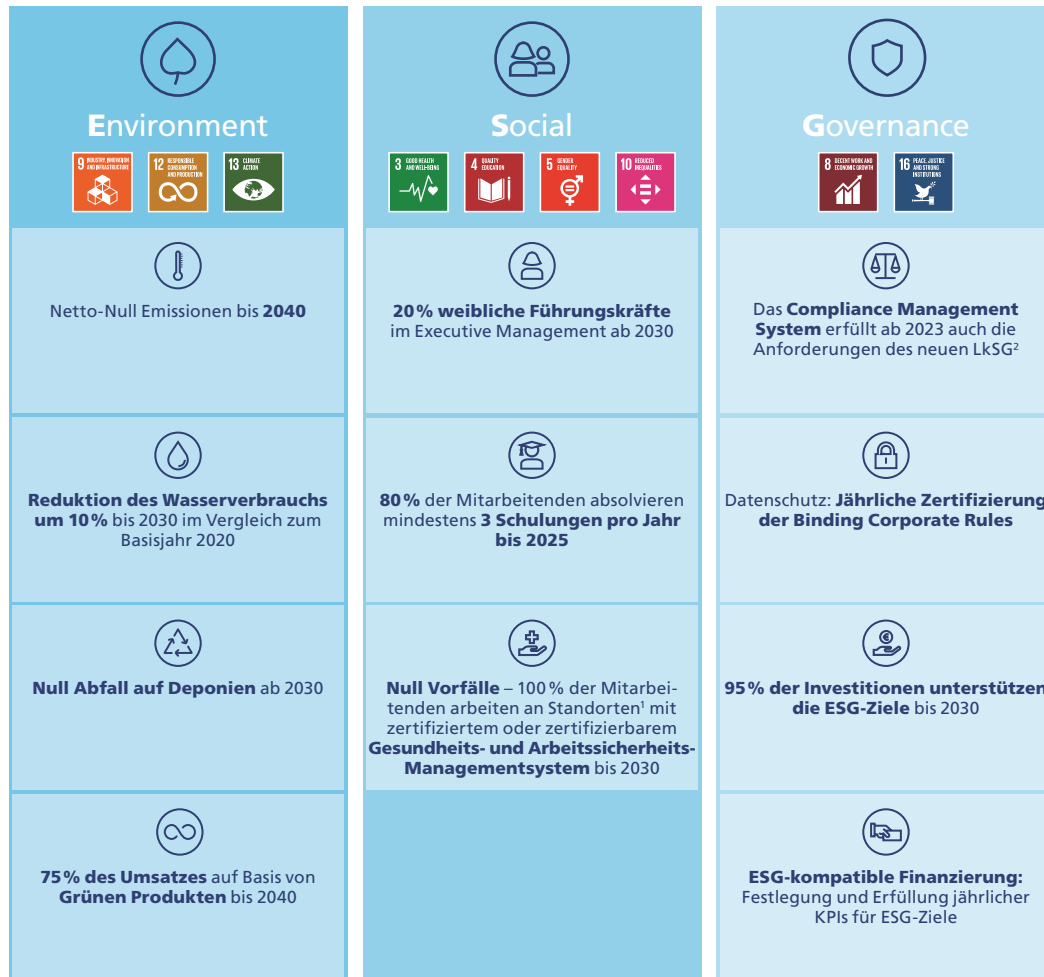 Environment
9 INDUSTRY, INNOVATION
AND INFRASTRUCTURE
12 RESPONSIBLE
CONSUMPTION
AND PRODUCTION
13 CLIMATE
ACTION
Netto-Null Emissionen bis 2040
Reduktion des Wasserverbrauchs
um 10 % bis 2030 im Vergleich zum
Basisjahr 2020
Null Abfall auf Deponien ab 2030
75 % des Umsatzes auf Basis von
Grünen Produkten bis 2040
Social
3 GOOD HEALTH
AND WELL-BEING
4 QUALITY
EDUCATION
5 GENDER
EQUALITY
10 REDUCED
INEQUALITIES
20 % weibliche Führungskräfte
im Executive Management ab 2030
80 % der Mitarbeitenden absolvieren
mindestens 3 Schulungen pro Jahr
bis 2025
Null Vorfälle – 100 % der Mitarbei-
tenden arbeiten an Standorten¹ mit
zertifiziertem oder zertifizierbarem
Gesundheits- und Arbeitssicherheits-
Managementsystem bis 2030
Governance
8 DECENT WORK AND
ECONOMIC GROWTH
16 PEACE, JUSTICE
AND STRONG
INSTITUTIONS
Das Compliance Management
System erfüllt ab 2023 auch die
Anforderungen des neuen LkSG²
Datenschutz: Jährliche Zertifizierung
der Binding Corporate Rules
€
95 % der Investitionen unterstützen
die ESG-Ziele bis 2030
ESG-kompatible Finanzierung:
Festlegung und Erfüllung jährlicher
KPIs für ESG-Ziele